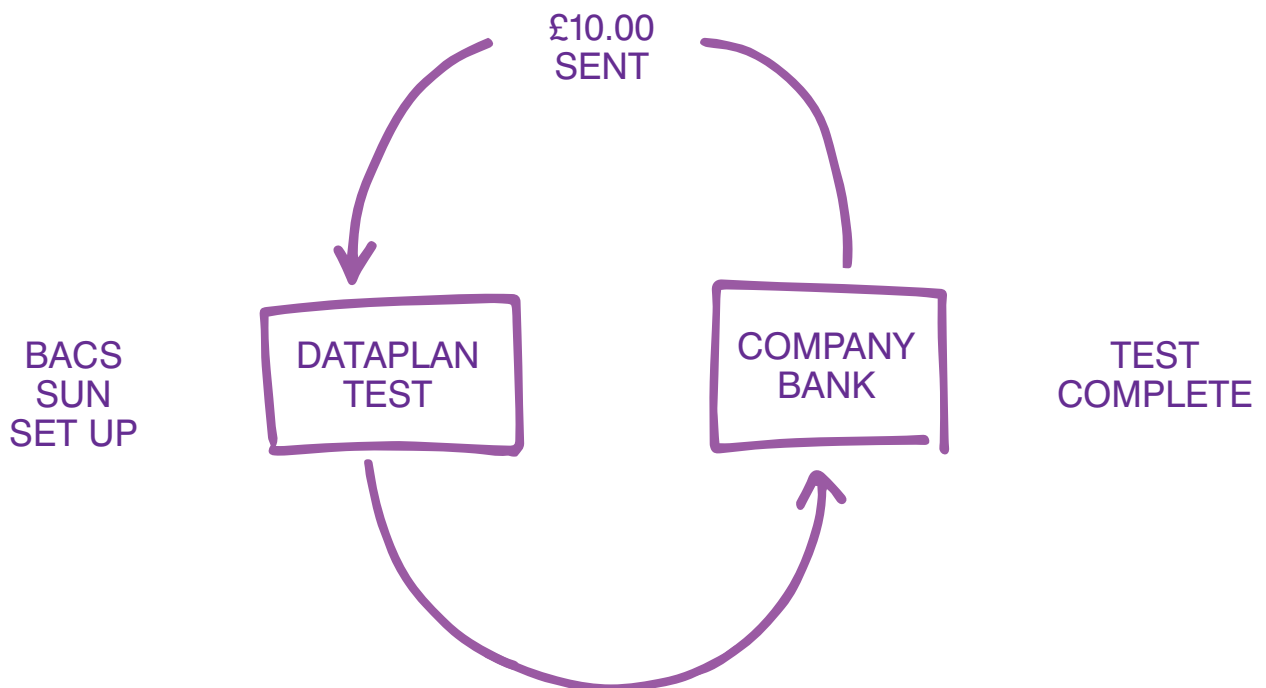 £10.00
SENT
BACS
SUN
SET UP
DATAPLAN
TEST
COMPANY
BANK
TEST
COMPLETE